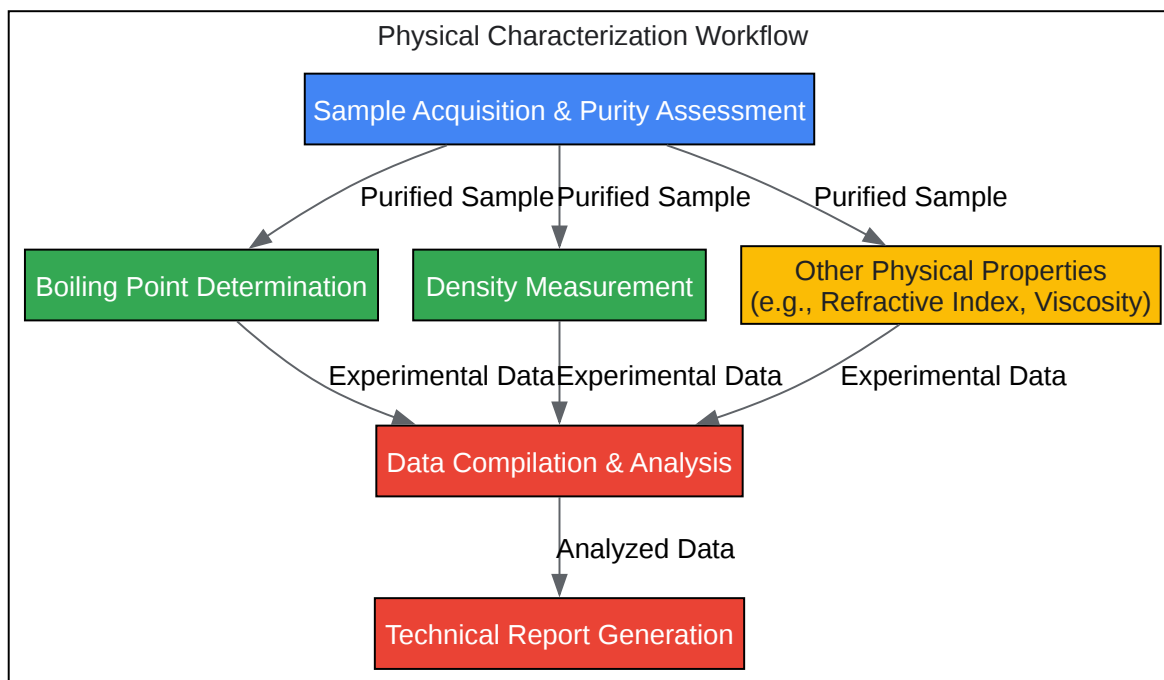 Physical Characterization Workflow
Sample Acquisition & Purity Assessment
Purified Sample
Purified Sample
Purified Sample
Boiling Point Determination
Density Measurement
Other Physical Properties
(e.g., Refractive Index, Viscosity)
Experimental Data
Experimental Data
Experimental Data
Data Compilation & Analysis
Analyzed Data
Technical Report Generation